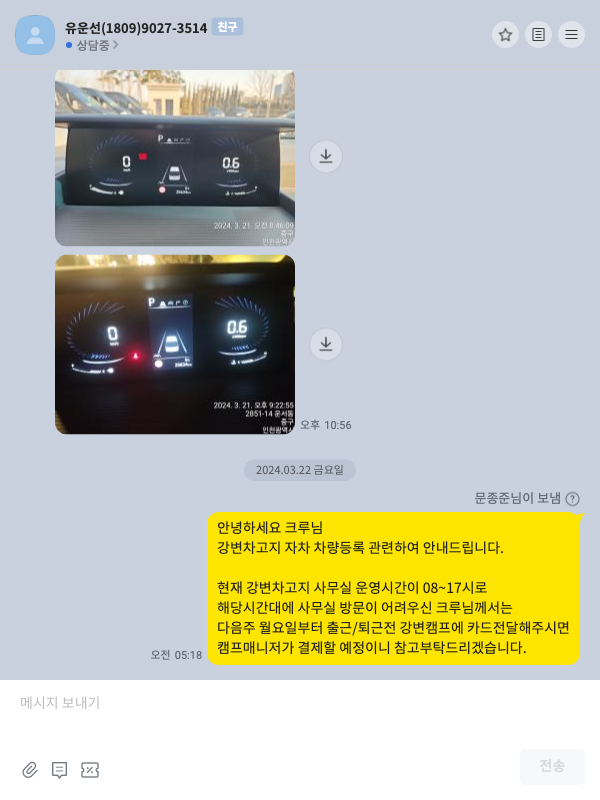 유운선(1809)9027-3514 친구
상담중
P
0
0.6
2024. 3. 21. 오전 8:46:09
중구
인천광역시
P
0
0.6
2024. 3. 21. 오후 9:22:55
2851-14 운서동
중구
인천광역시
오후 10:56
2024.03.22 금요일
문종준님이 보냄 ?
안녕하세요 크루님
강변차고지 자차 차량등록 관련하여 안내드립니다.
현재 강변차고지 사무실 운영시간이 08~17시로
해당시간대에 사무실 방문이 어려우신 크루님께서는
다음주 월요일부터 출근/퇴근전 강변캠프에 카드전달해주시면
캠프매니저가 결제할 예정이니 참고부탁드리겠습니다.
오전 05:18
메시지 보내기
전송